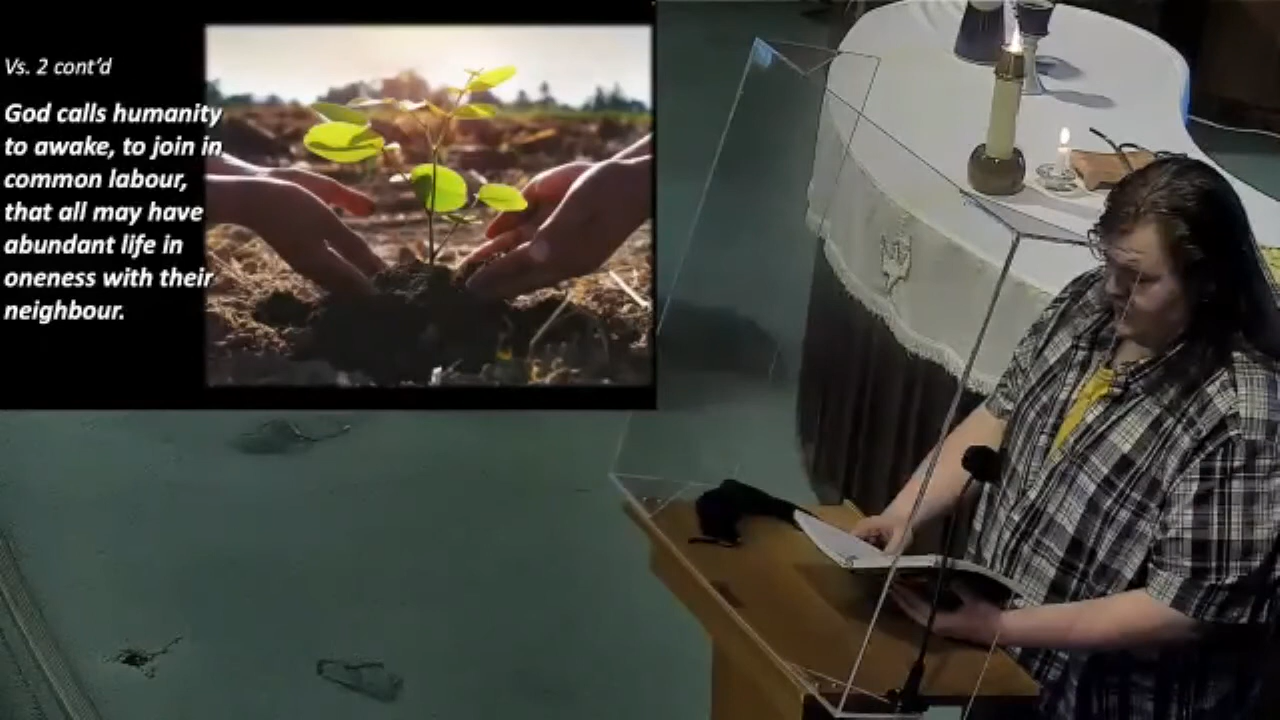 Vs. 2 cont'd
God calls humanity
to awake, to join in
common labour,
that all may have
abundant life in
oneness with their
neighbour.